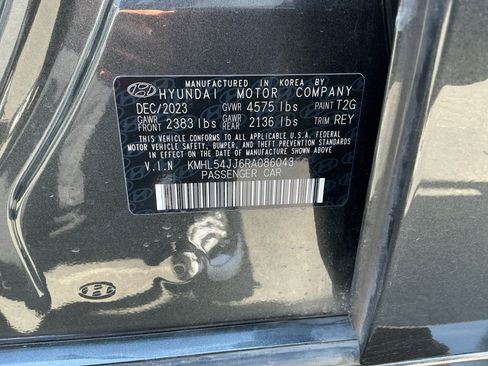 MANUFACTURED IN KOREA BY
HYUNDAI MOTOR COMPANY
DEC/2023 GVWR 4575 lbs PAINT T2G
GAWR FRONT 2383 lbs GAWR REAR 2136 lbs TRIM REY
THIS VEHICLE CONFORMS TO ALL APPLICABLE U.S.A. FEDERAL
MOTOR VEHICLE SAFETY, BUMPER, AND THEFT PREVENTION STANDARDS
IN EFFECT ON THE DATE OF MANUFACTURE SHOWN ABOVE.
V.I.N KMHL54JJ6RA086043
PASSENGER CAR